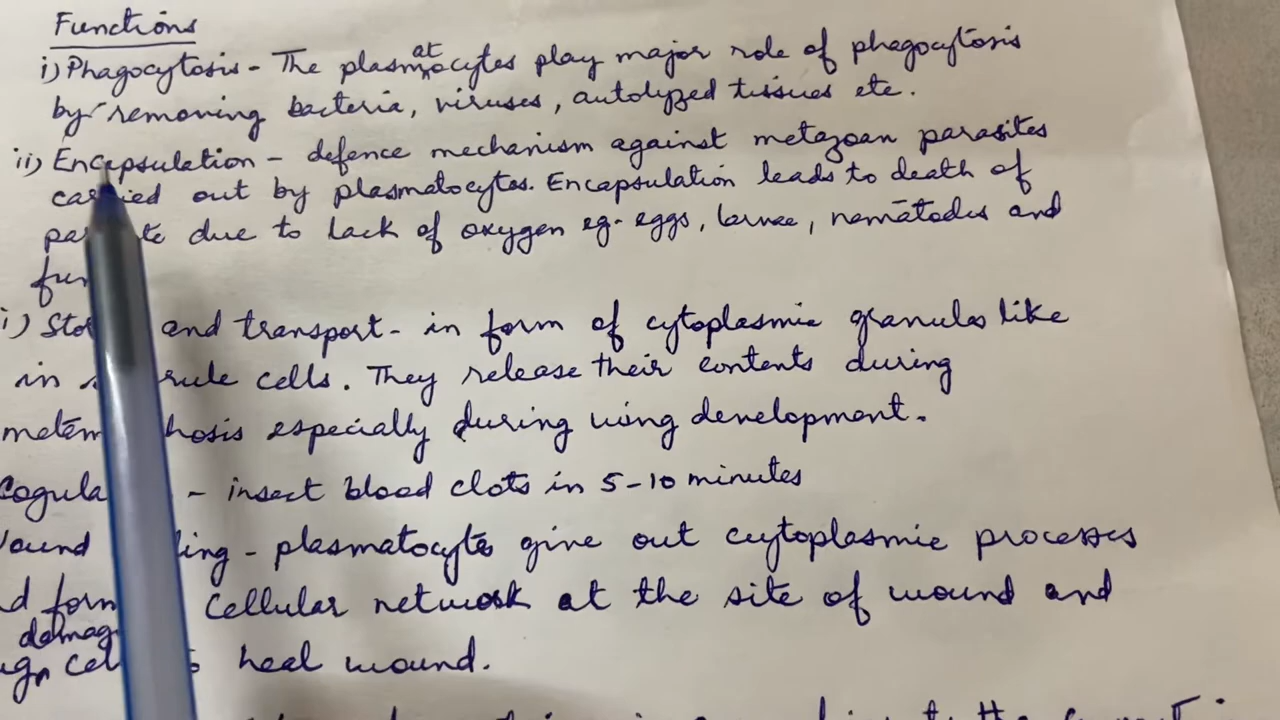 Functions
i) Phagocytosis - The plasmatocytes play major role of phagocytosis
by removing bacteria, viruses, autolyzed tissues etc.
ii) Encapsulation - defence mechanism against metazoan parasites
carried out by plasmatocytes. Encapsulation leads to death of
due to lack of oxygen eg - eggs, larvae, nematodes and
i) and transport - in form of cytoplasmic granules like
in cells. They release their contents during
especially during wing development.
- insect blood clots in 5-10 minutes
- plasmatocyte give out cytoplasmic processes
form cellular network at the site of wound and
heal wound.